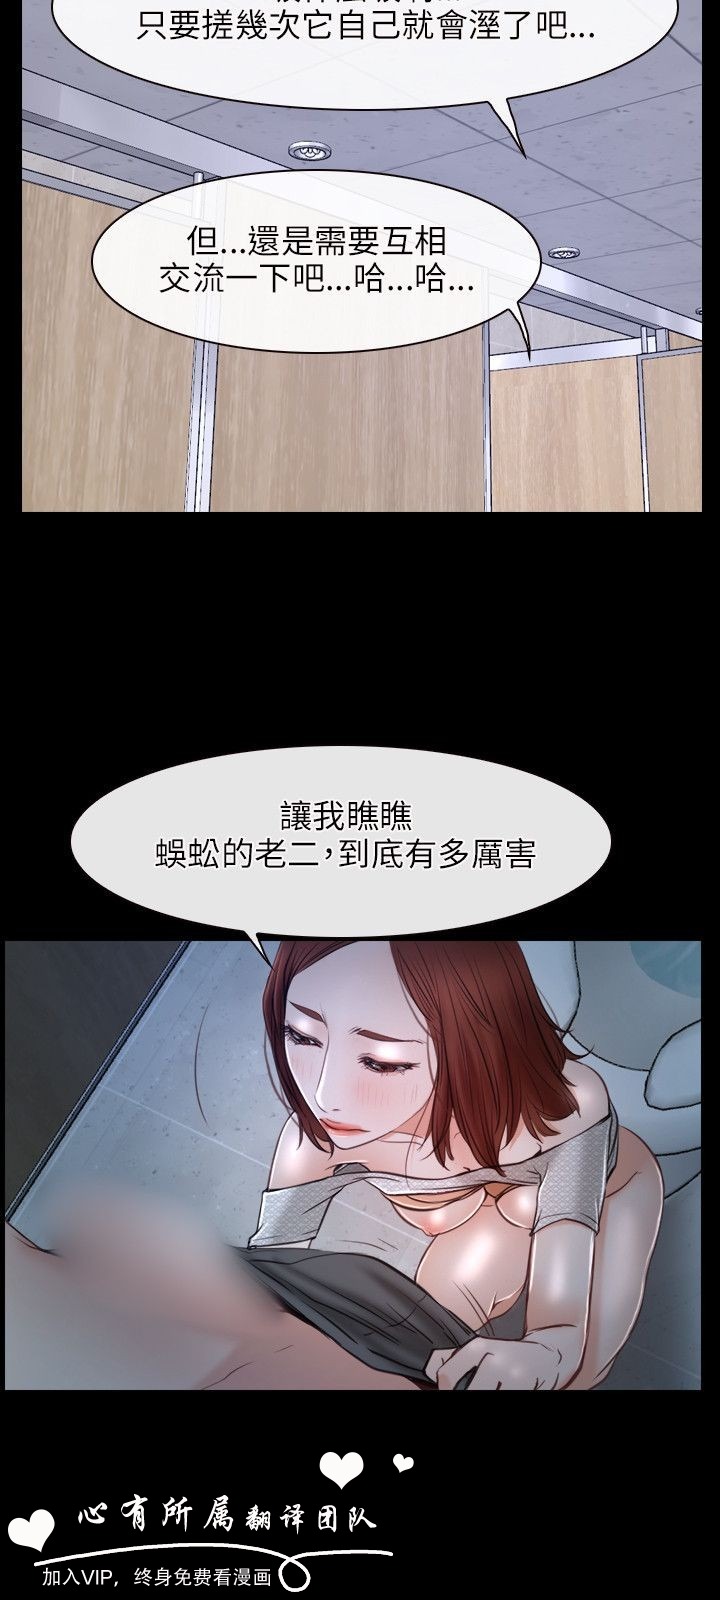 只要搓幾次它自己就會溼了吧...
但...還是需要互相
交流一下吧...哈...哈...
讓我瞧瞧
蜈蚣的老二，到底有多厲害
心有所属翻译团队
加入VIP，终身免费看漫画